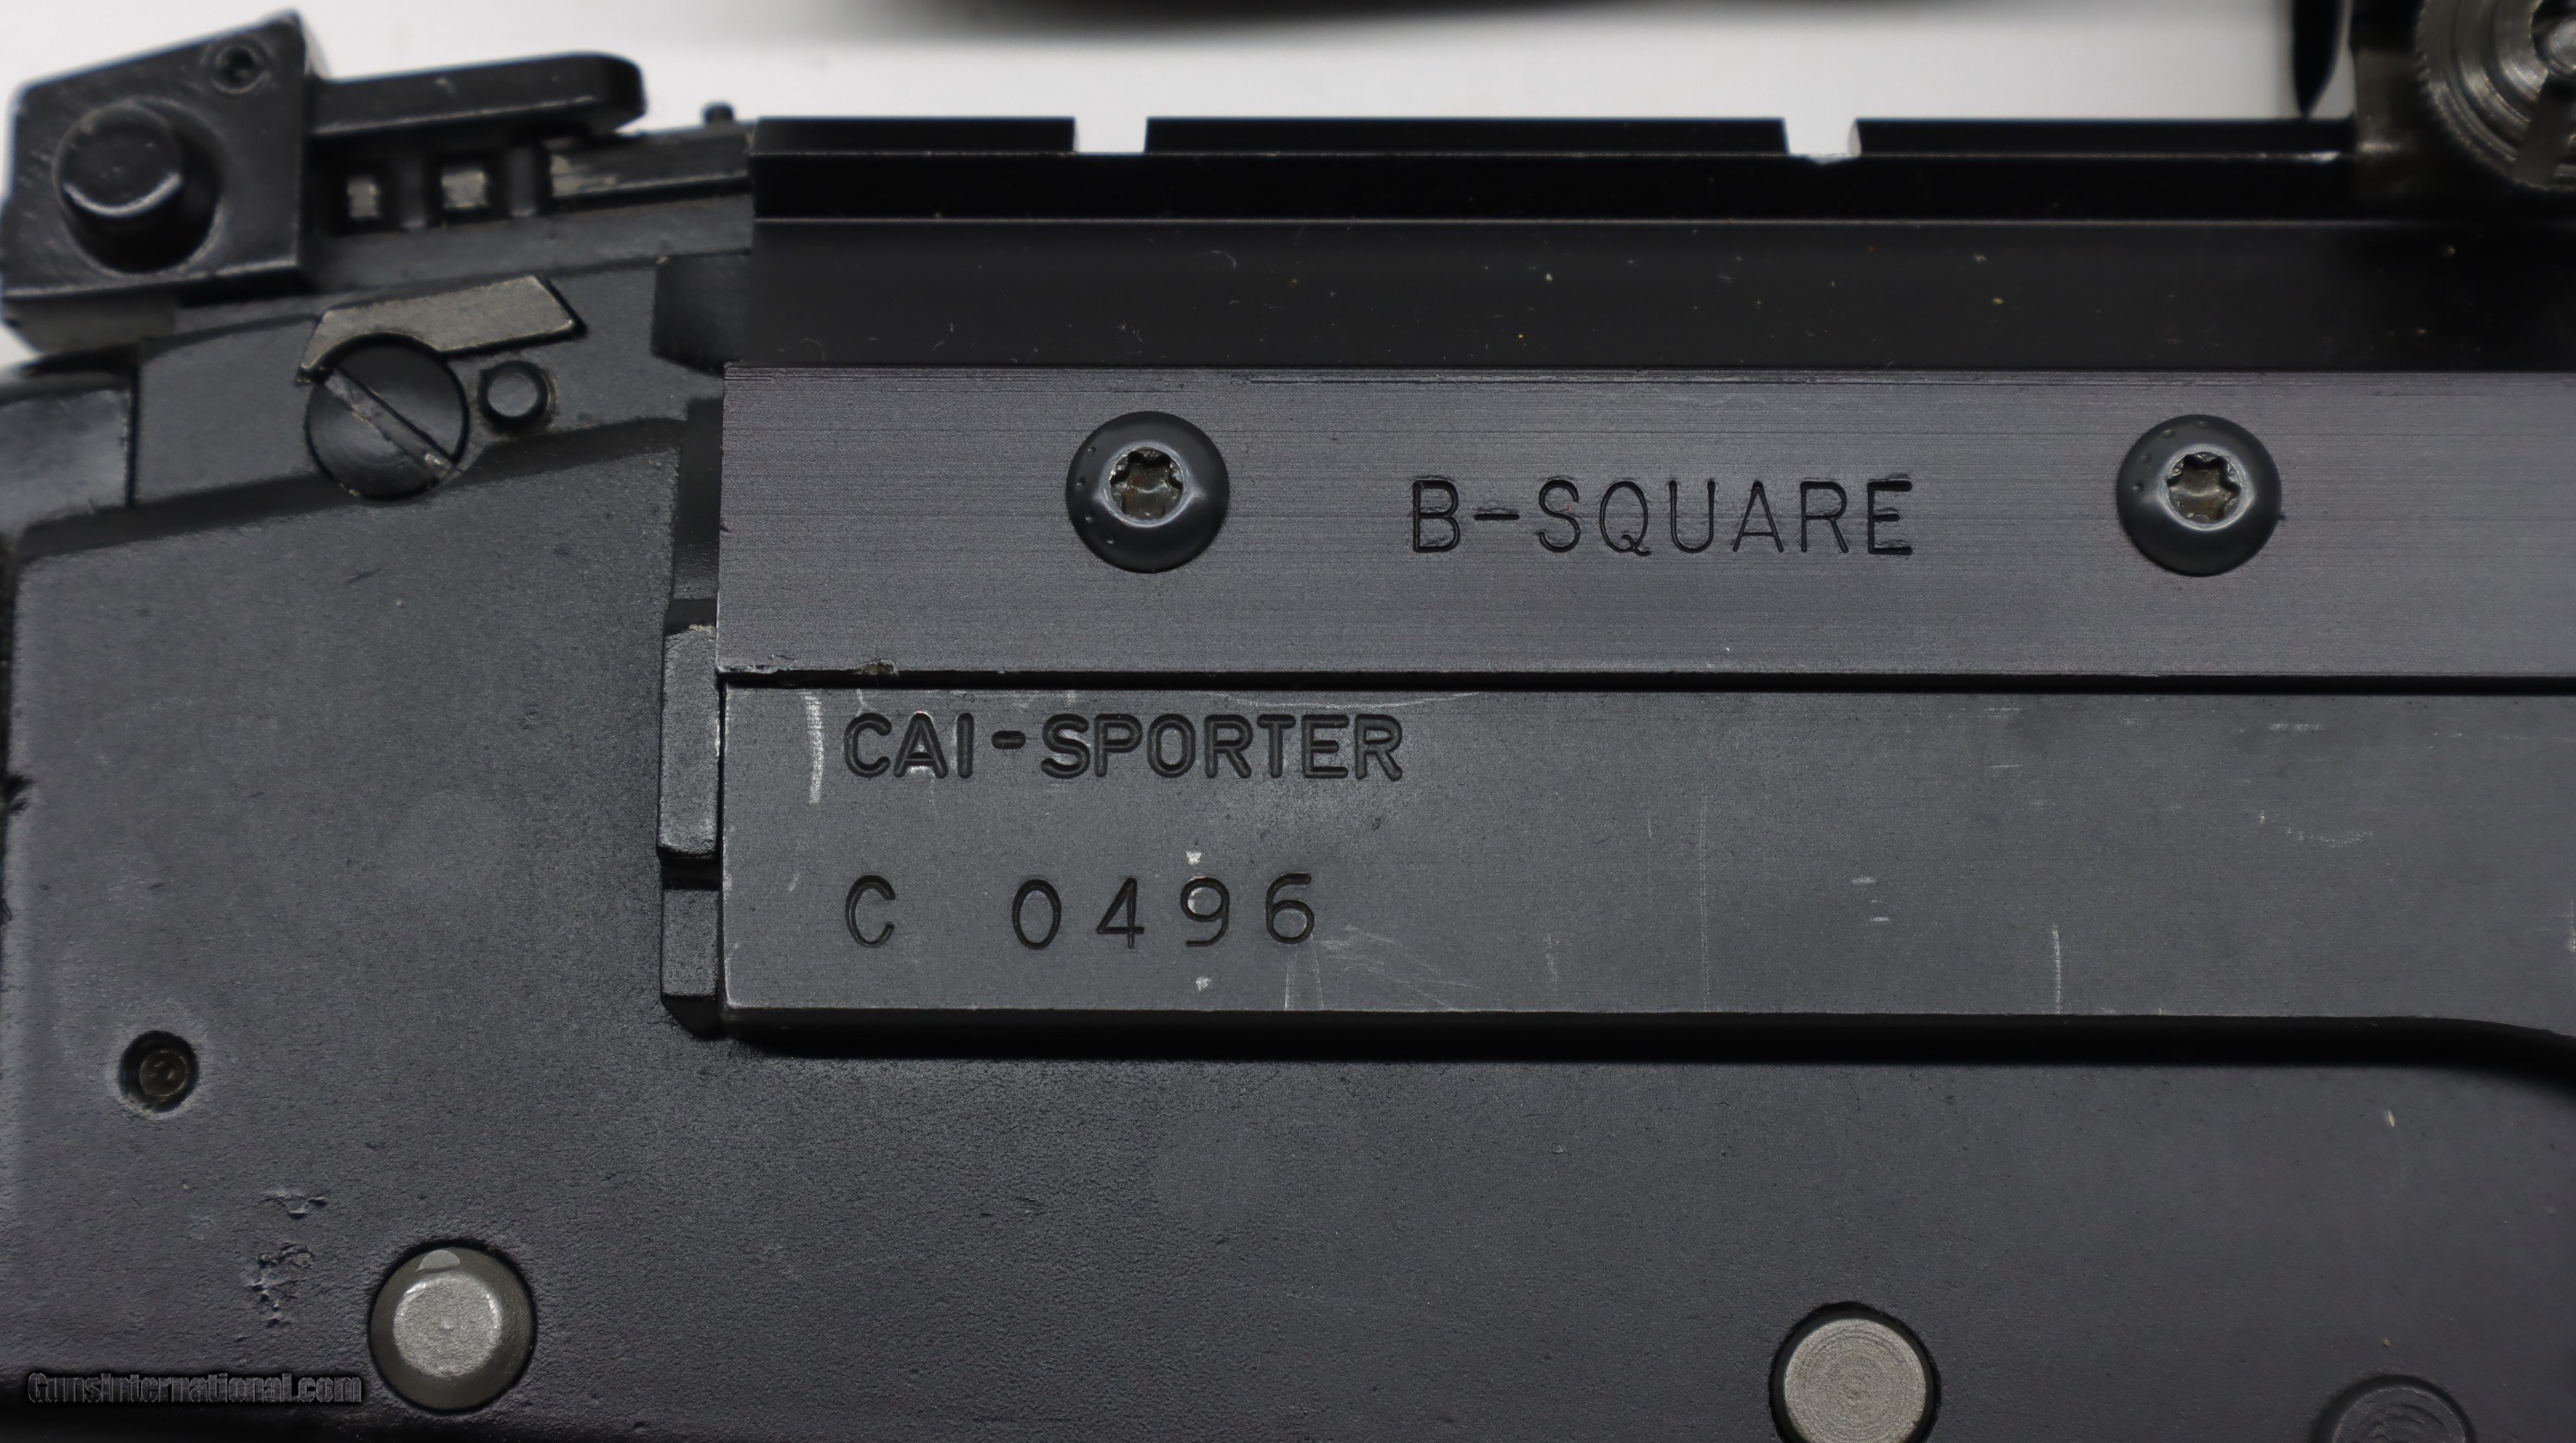 B-SQUARE
CAI-SPORTER
C 0496
GunsInternational.com